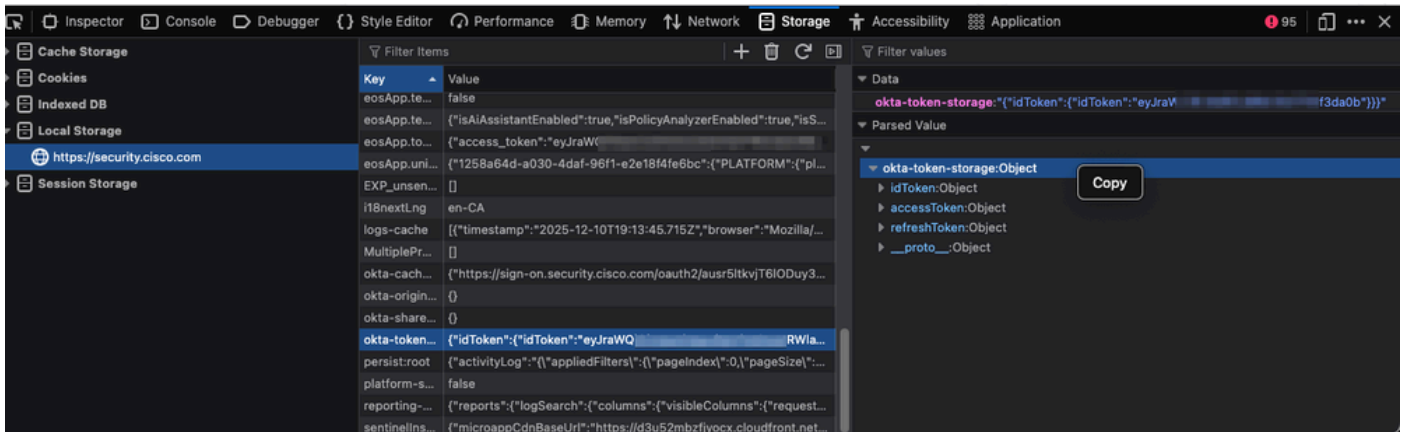 Inspector Console Debugger Style Editor Performance Memory Network Storage Accessibility Application 95
Cache Storage
Cookies
Indexed DB
Local Storage
https://security.cisco.com
Session Storage
Filter Items
Key Value
eosApp.te... false
eosApp.te... {"isAiAssistantEnabled":true,"isPolicyAnalyzerEnabled":true,"isS...
eosApp.to... {"access_token":"eyJraW
eosApp.uni... {"1258a64d-a030-4daf-96f1-e2e18f4fe6bc":{"PLATFORM":{"pl...
EXP_unsen... []
i18nextLng en-CA
logs-cache [{"timestamp":"2025-12-10T19:13:45.715Z","browser":"Mozilla/...
MultiplePr... []
okta-cach... {"https://sign-on.security.cisco.com/oauth2/ausr5ltkvjT6IODuy3...
okta-origin... {}
okta-share... {}
okta-token... {"idToken":{"idToken":"eyJraWQ RWla...
persist:root {"activityLog":"{\"appliedFilters\":{\"pageIndex\":0,\"pageSize\":...
platform-s... false
reporting-... {"reports":{"logSearch":{"columns":{"visibleColumns":{"request...
sentinelIns... {"microappCdnBaseUrl":"https://d3u52mbzfjvocx.cloudfront.net...
Filter values
Data
okta-token-storage:"{"idToken":{"idToken":"eyJraW f3da0b"}}}"
Parsed Value
okta-token-storage:Object
Copy
idToken:Object
accessToken:Object
refreshToken:Object
__proto__:Object